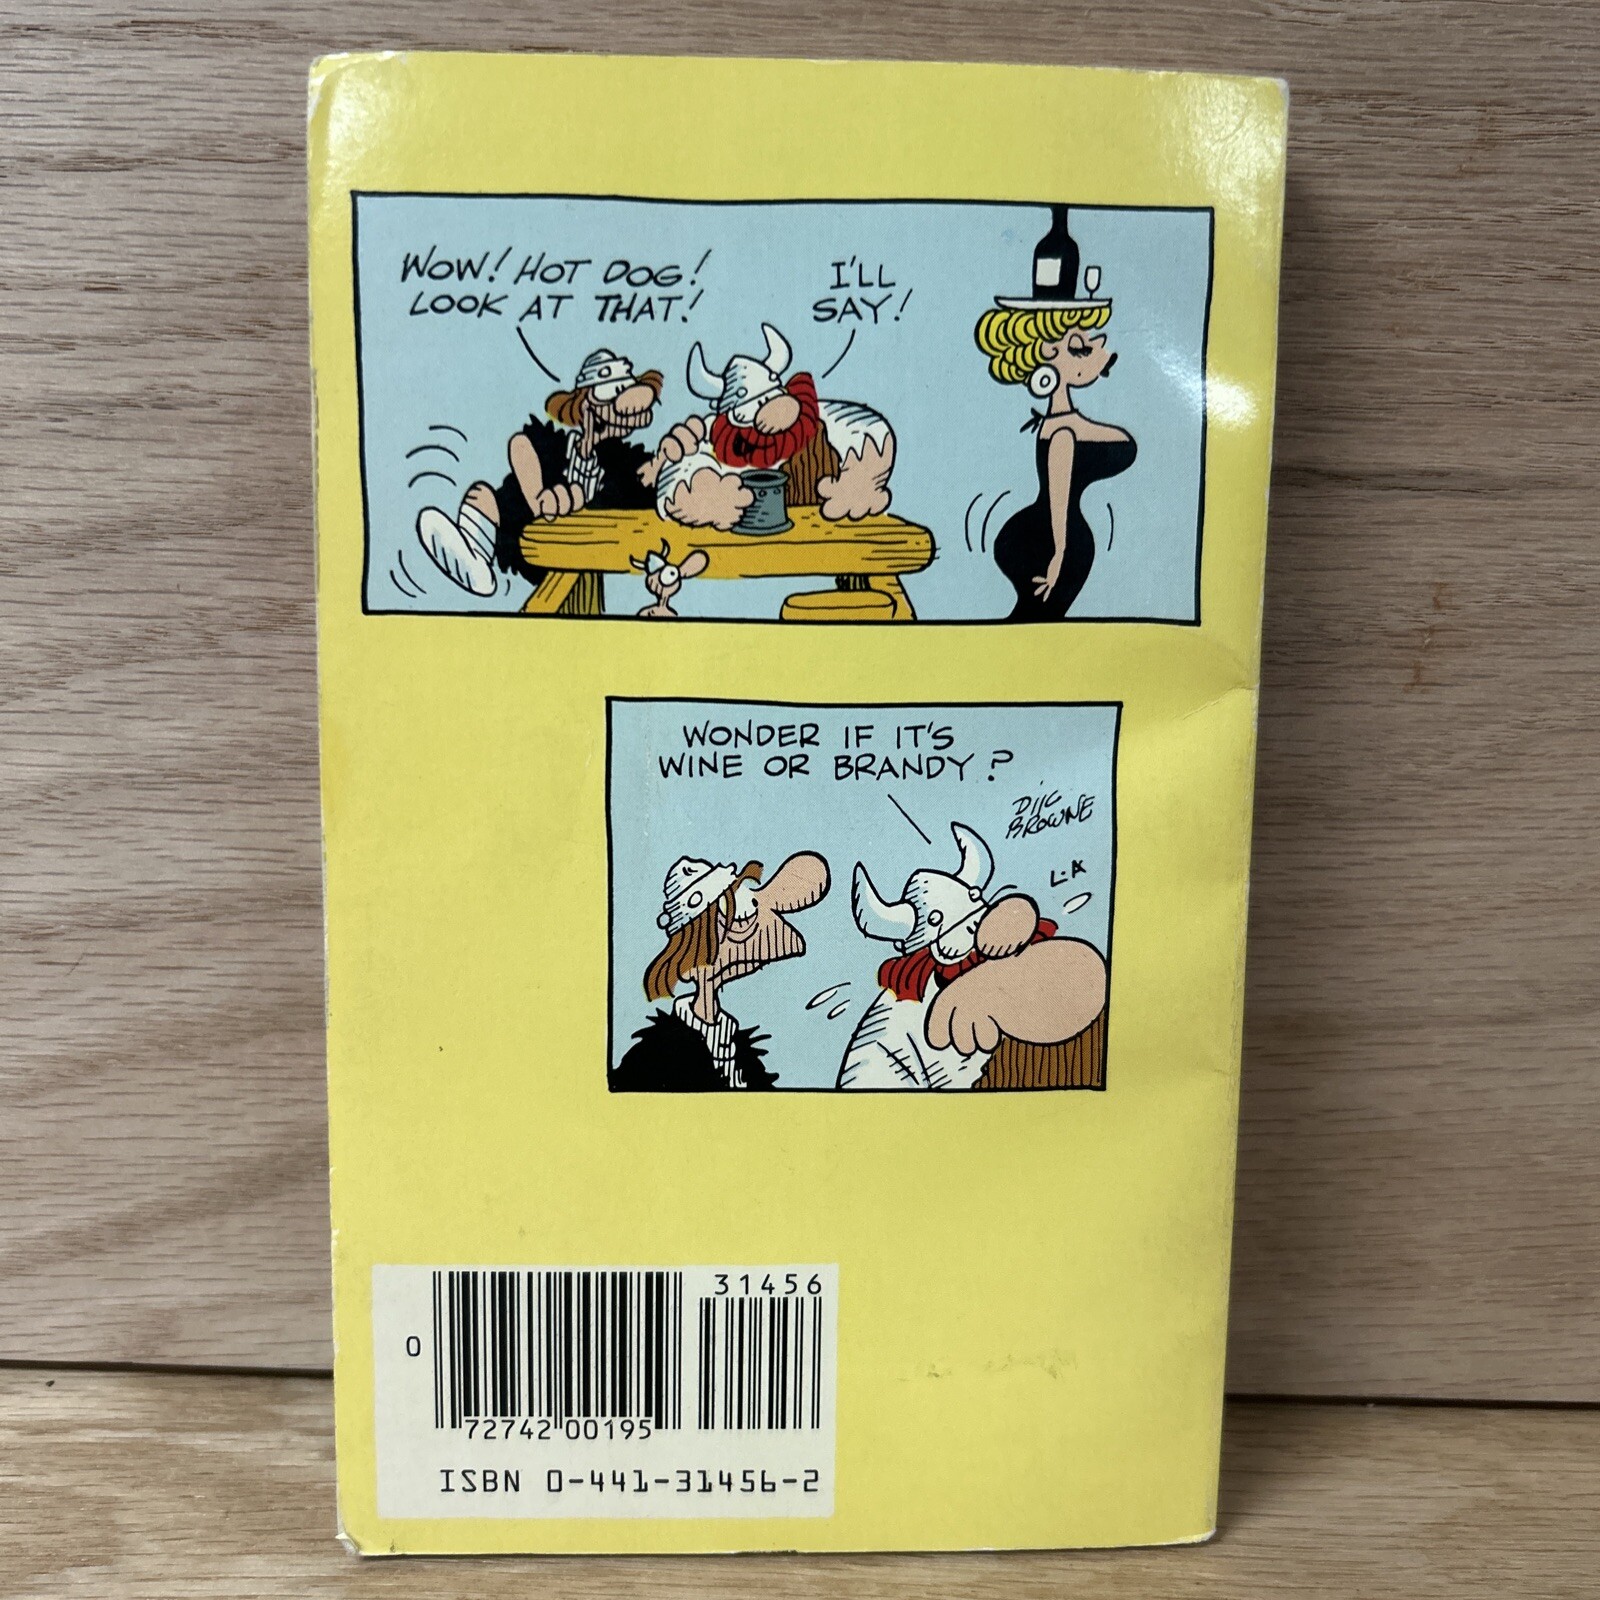 WOW! HOT DOG!
LOOK AT THAT!
I'LL
SAY!
WONDER IF IT'S
WINE OR BRANDY?
DIK
BROWNE
31456
0
72742 00195
ISBN 0-441-31456-2